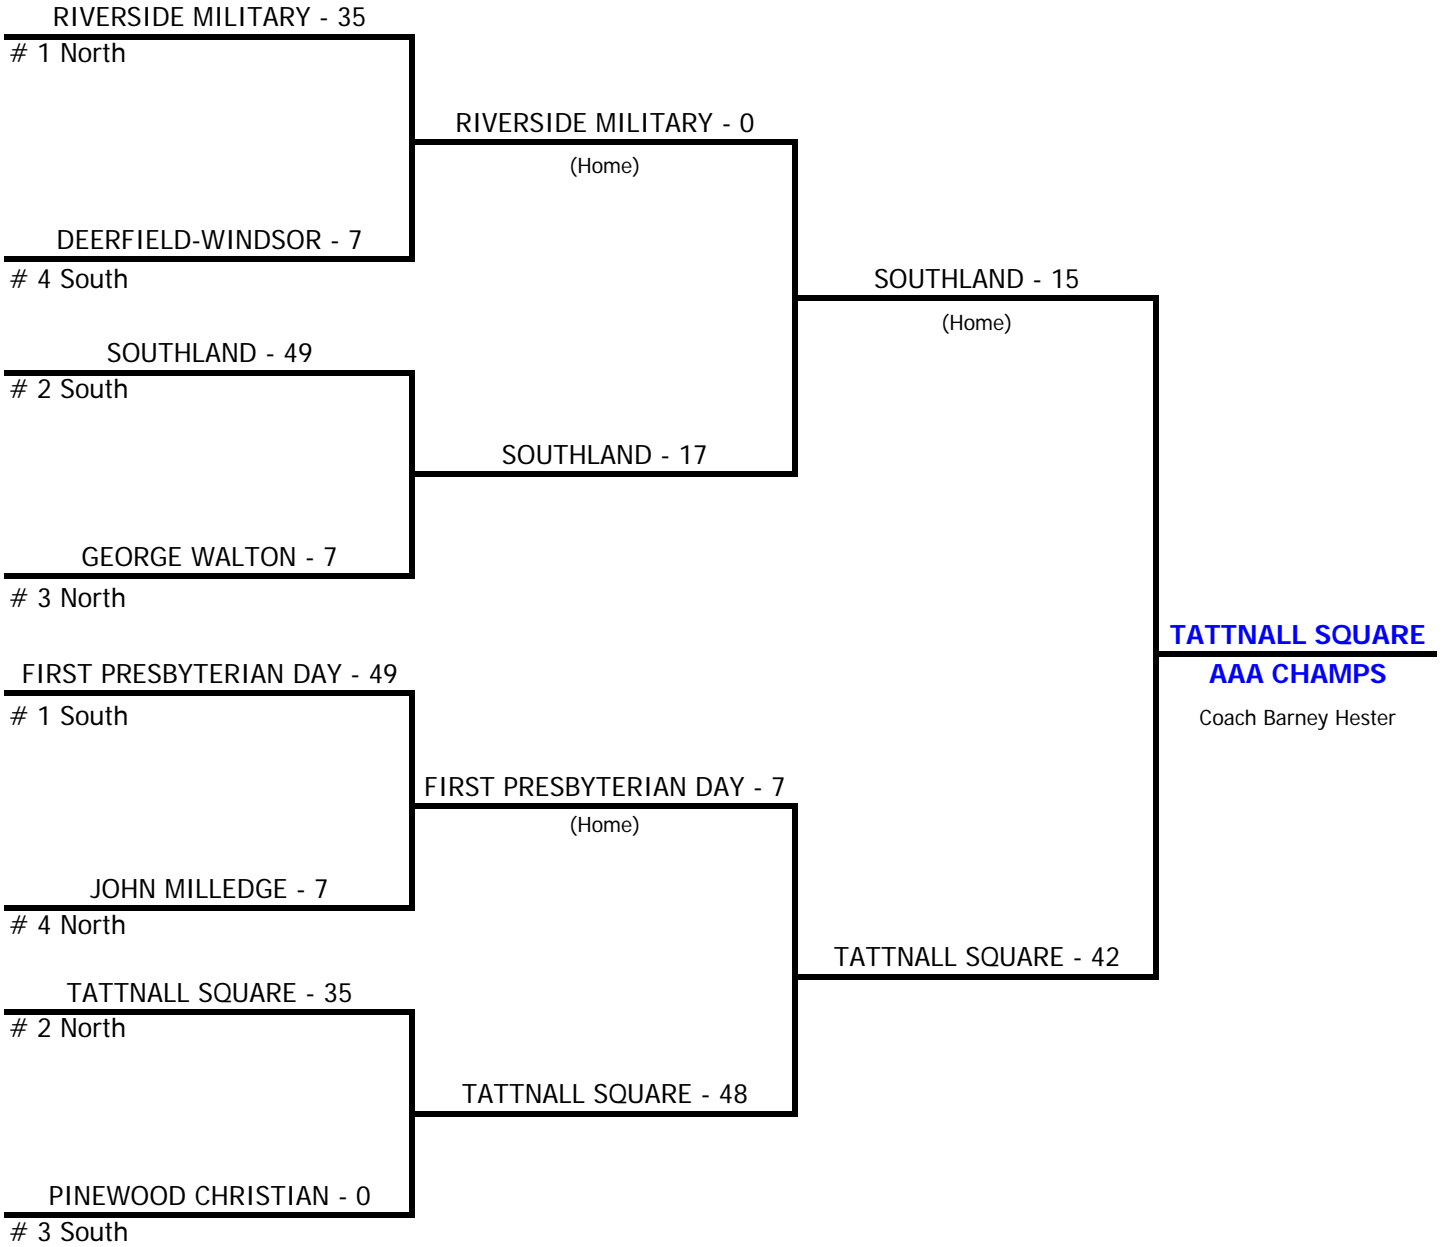 RIVERSIDE MILITARY - 35
# 1 North
RIVERSIDE MILITARY - 0
(Home)
DEERFIELD-WINDSOR - 7
# 4 South
SOUTHLAND - 15
(Home)
SOUTHLAND - 49
# 2 South
SOUTHLAND - 17
GEORGE WALTON - 7
# 3 North
TATTNALL SQUARE
AAA CHAMPS
Coach Barney Hester
FIRST PRESBYTERIAN DAY - 49
# 1 South
FIRST PRESBYTERIAN DAY - 7
(Home)
JOHN MILLEDGE - 7
# 4 North
TATTNALL SQUARE - 42
TATTNALL SQUARE - 35
# 2 North
TATTNALL SQUARE - 48
PINEWOOD CHRISTIAN - 0
# 3 South